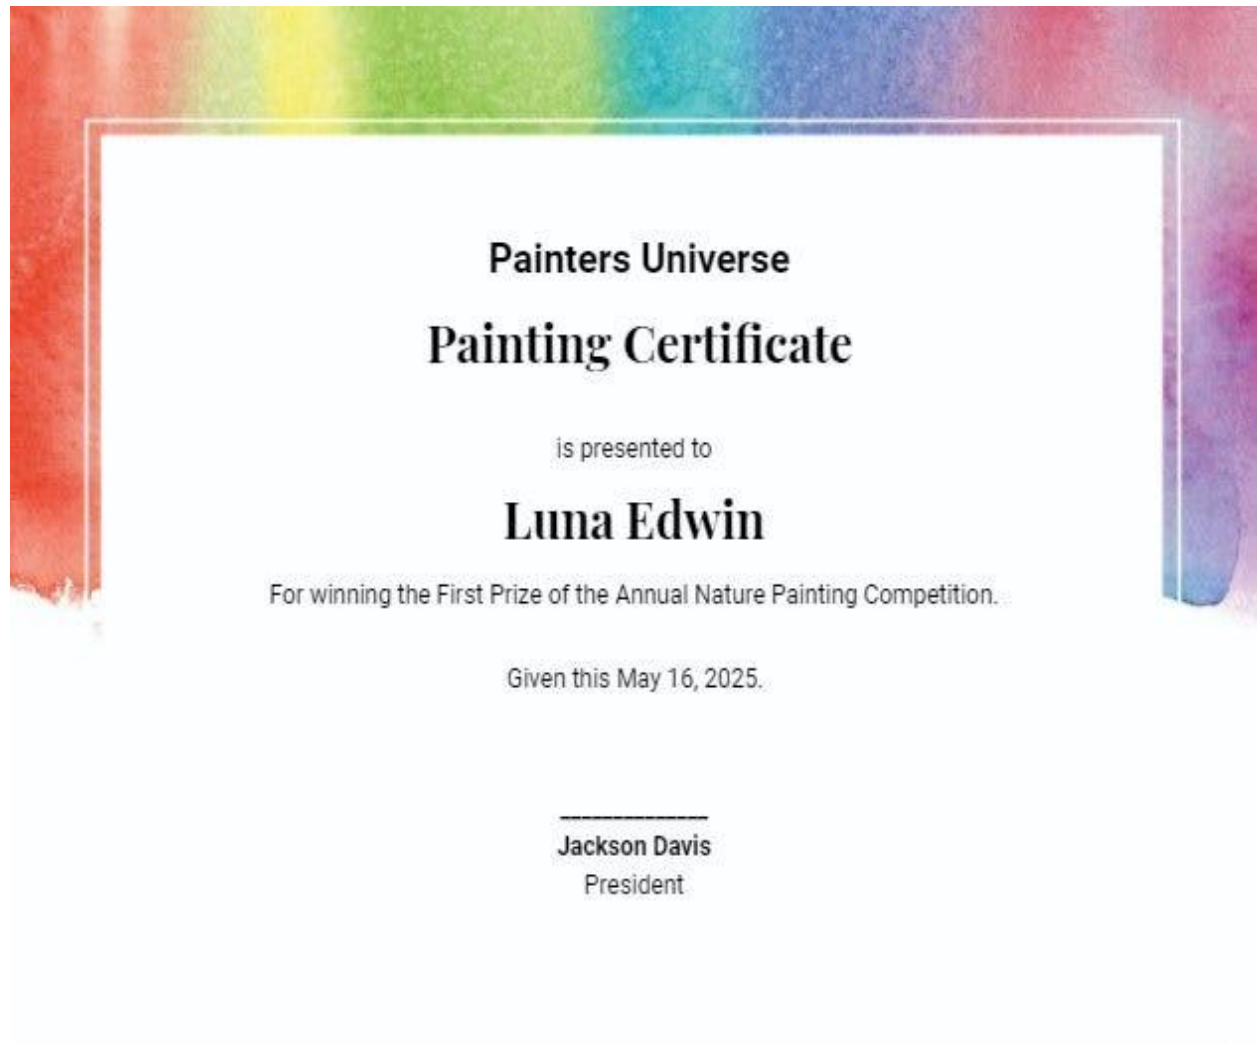 Painters Universe
Painting Certificate
is presented to
Luna Edwin
For winning the First Prize of the Annual Nature Painting Competition.
Given this May 16, 2025.
______________
Jackson Davis
President